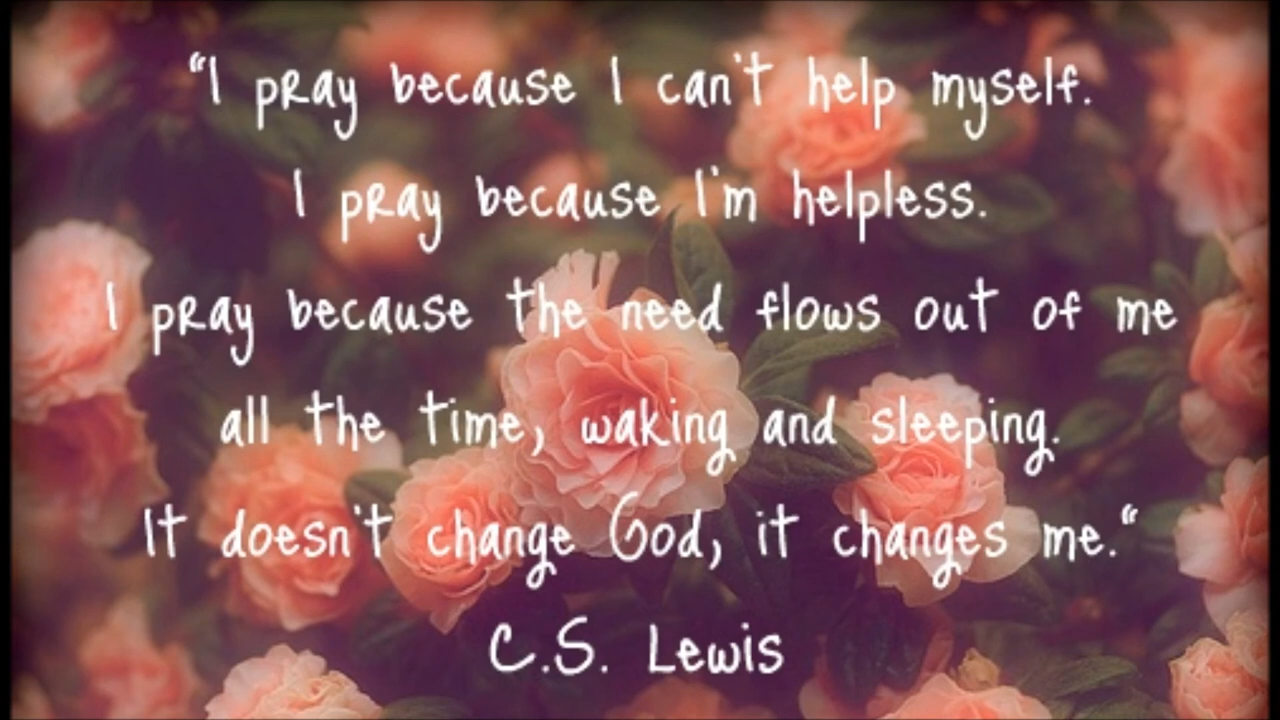 “I pray because I can't help myself.
I pray because I'm helpless.
I pray because the need flows out of me
all the time, waking and sleeping.
It doesn't change God, it changes me.“
C.S. Lewis